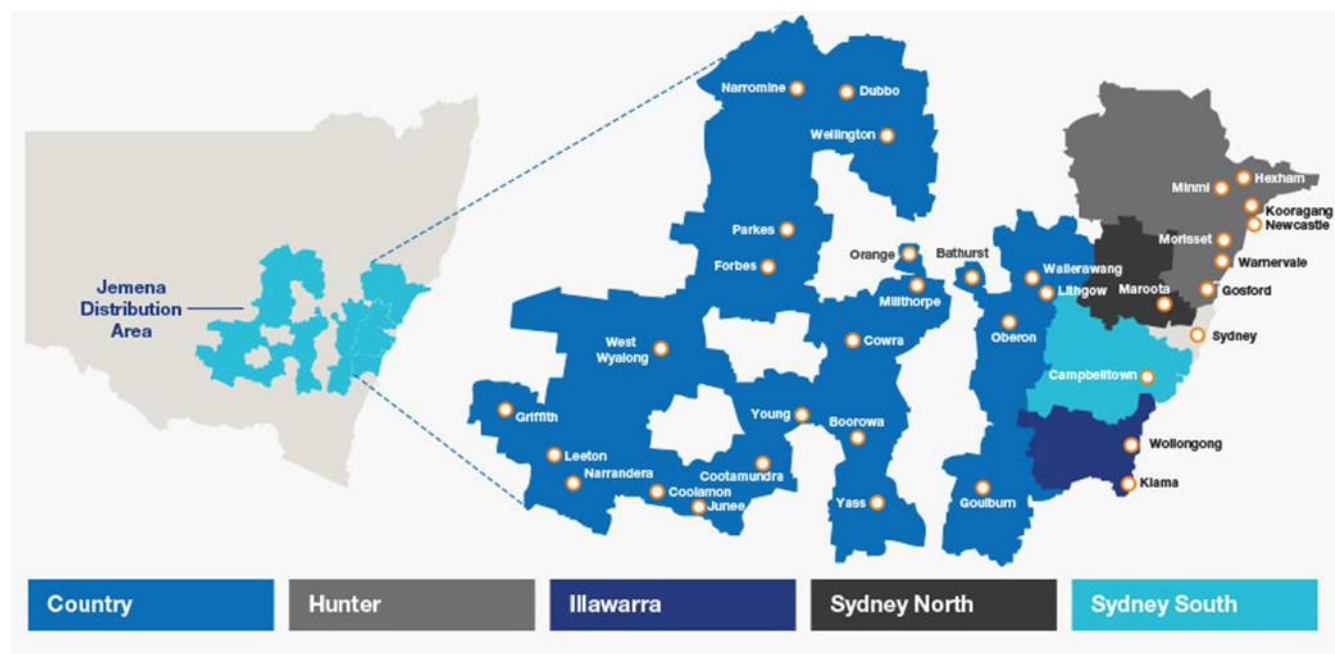 Jemena
Distribution
Area
Narromine
Dubbo
Wellington
Parkes
Forbes
Orange
Bathurst
Millthorpe
Wallerawang
Lithgow
Oberon
West
Wyalong
Cowra
Griffith
Young
Boorowa
Leeton
Narrandera
Cootamundra
Coolamon
Junee
Yass
Goulburn
Minmi
Hexham
Kooragang
Newcastle
Morisset
Warnervale
Maroota
Gosford
Sydney
Campbelltown
Wollongong
Kiama
Country
Hunter
Illawarra
Sydney North
Sydney South